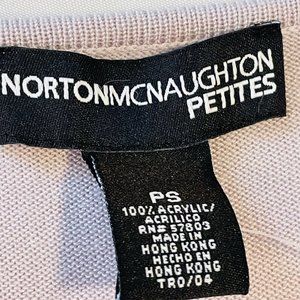 NORTONMCNAUGHTON
PETITES
PS
100% ACRYLIC/
ACRILICO
RN# 57803
MADE IN
HONG KONG
HECHO EN
HONG KONG
TRO/04